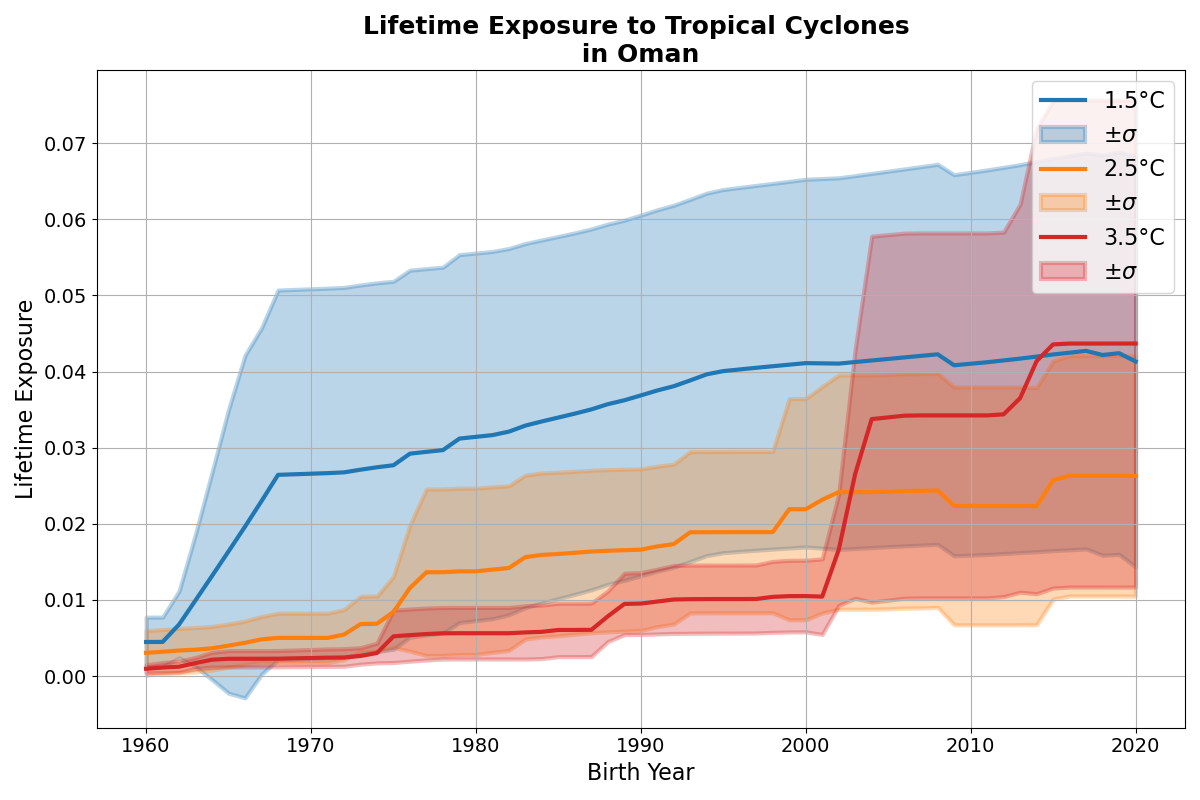 Lifetime Exposure to Tropical Cyclones
in Oman
Lifetime Exposure
0.07
0.06
0.05
0.04
0.03
0.02
0.01
0.00
1960 1970 1980 1990 2000 2010 2020
Birth Year
1.5°C
±σ
2.5°C
±σ
3.5°C
±σ